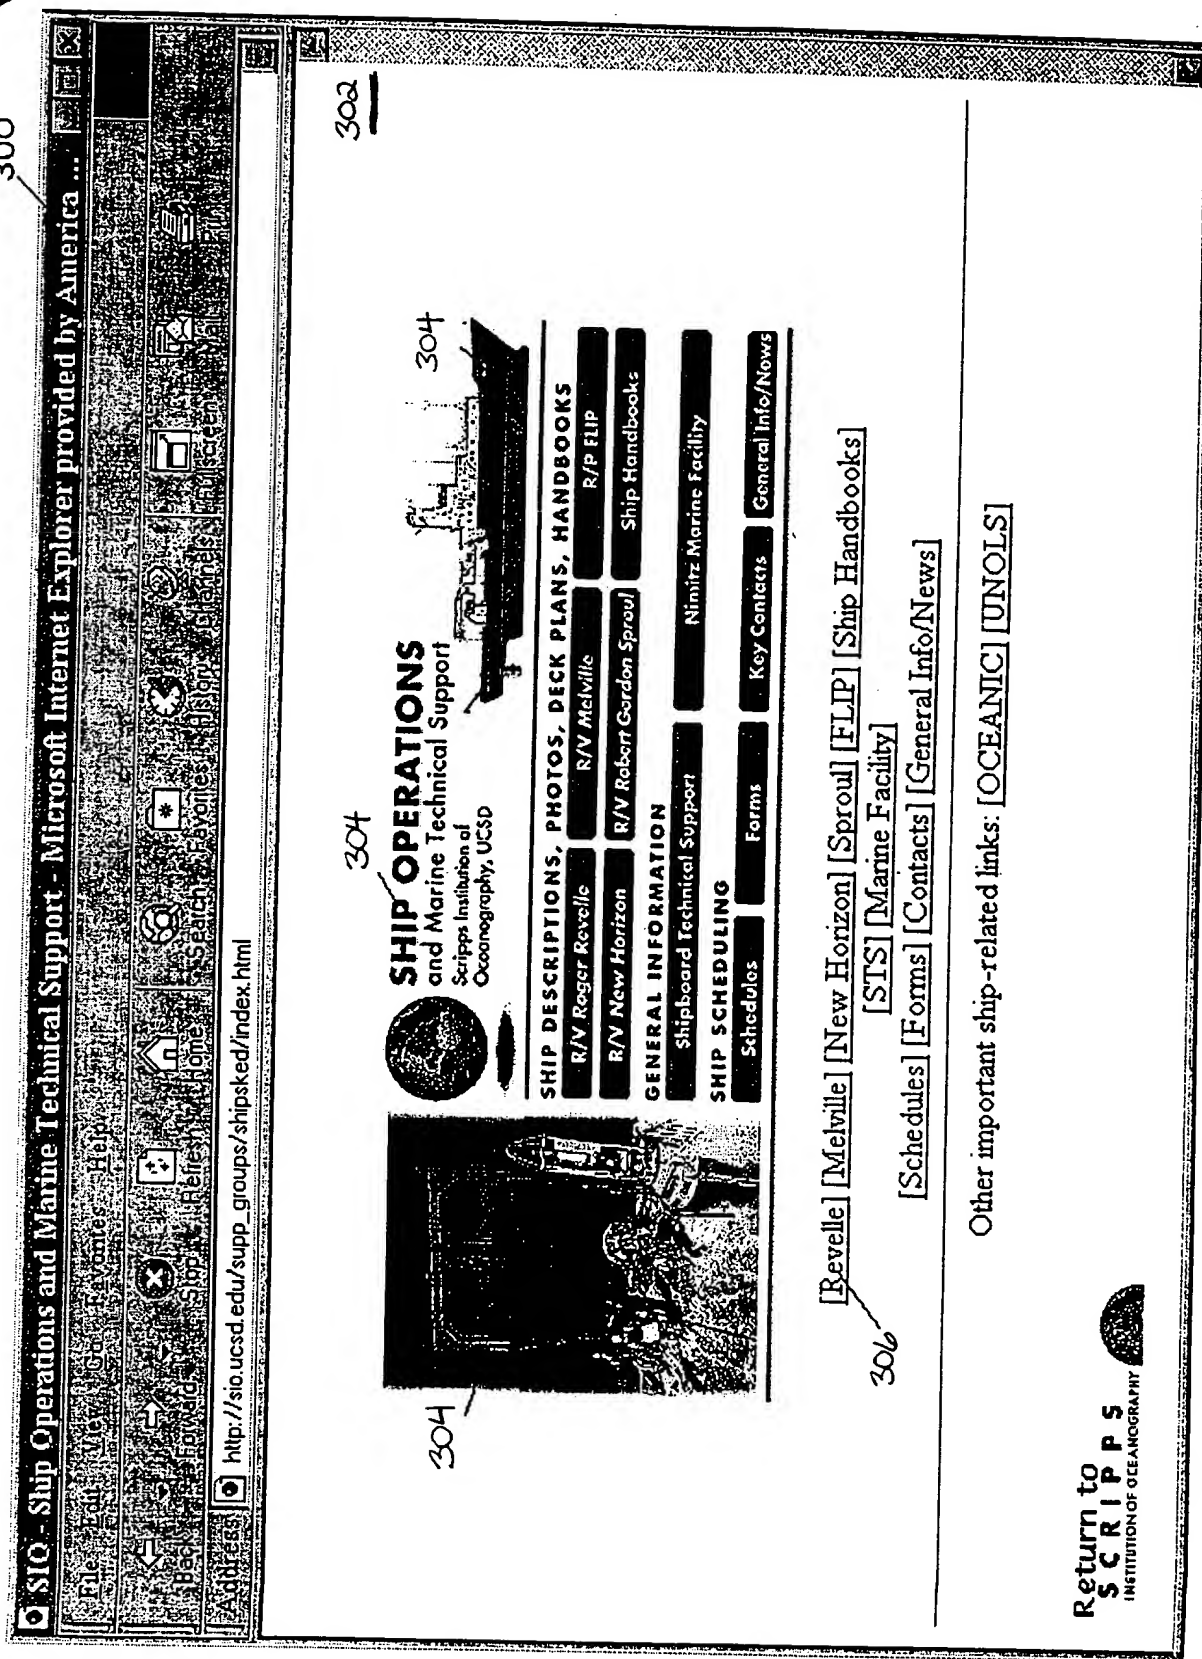 300
SIO - Ship Operations and Marine Technical Support - Microsoft Internet Explorer provided by America ...
File Edit View Go Favorites Help
Back Forward Stop Refresh Home Search Favorites History Channels Fullscreen Mail Print
Address http://sio.ucsd.edu/supp_groups/shipsked/index.html
302
304
SHIP OPERATIONS
and Marine Technical Support
Scripps Institution of
Oceanography, UCSD
304
304
SHIP DESCRIPTIONS, PHOTOS, DECK PLANS, HANDBOOKS
R/V Roger Revelle R/V Melville R/P FLIP
R/V New Horizon R/V Robert Gordon Sproul Ship Handbooks
GENERAL INFORMATION
Shipboard Technical Support Nimitz Marine Facility
SHIP SCHEDULING
Schedules Forms Key Contacts General Info/News
306
[Revelle] [Melville] [New Horizon] [Sproul] [FLIP] [Ship Handbooks]
[STS] [Marine Facility]
[Schedules] [Forms] [Contacts] [General Info/News]
Other important ship-related links: [OCEANIC] [UNOLS]
Return to
SCRIPPS
INSTITUTION OF OCEANOGRAPHY